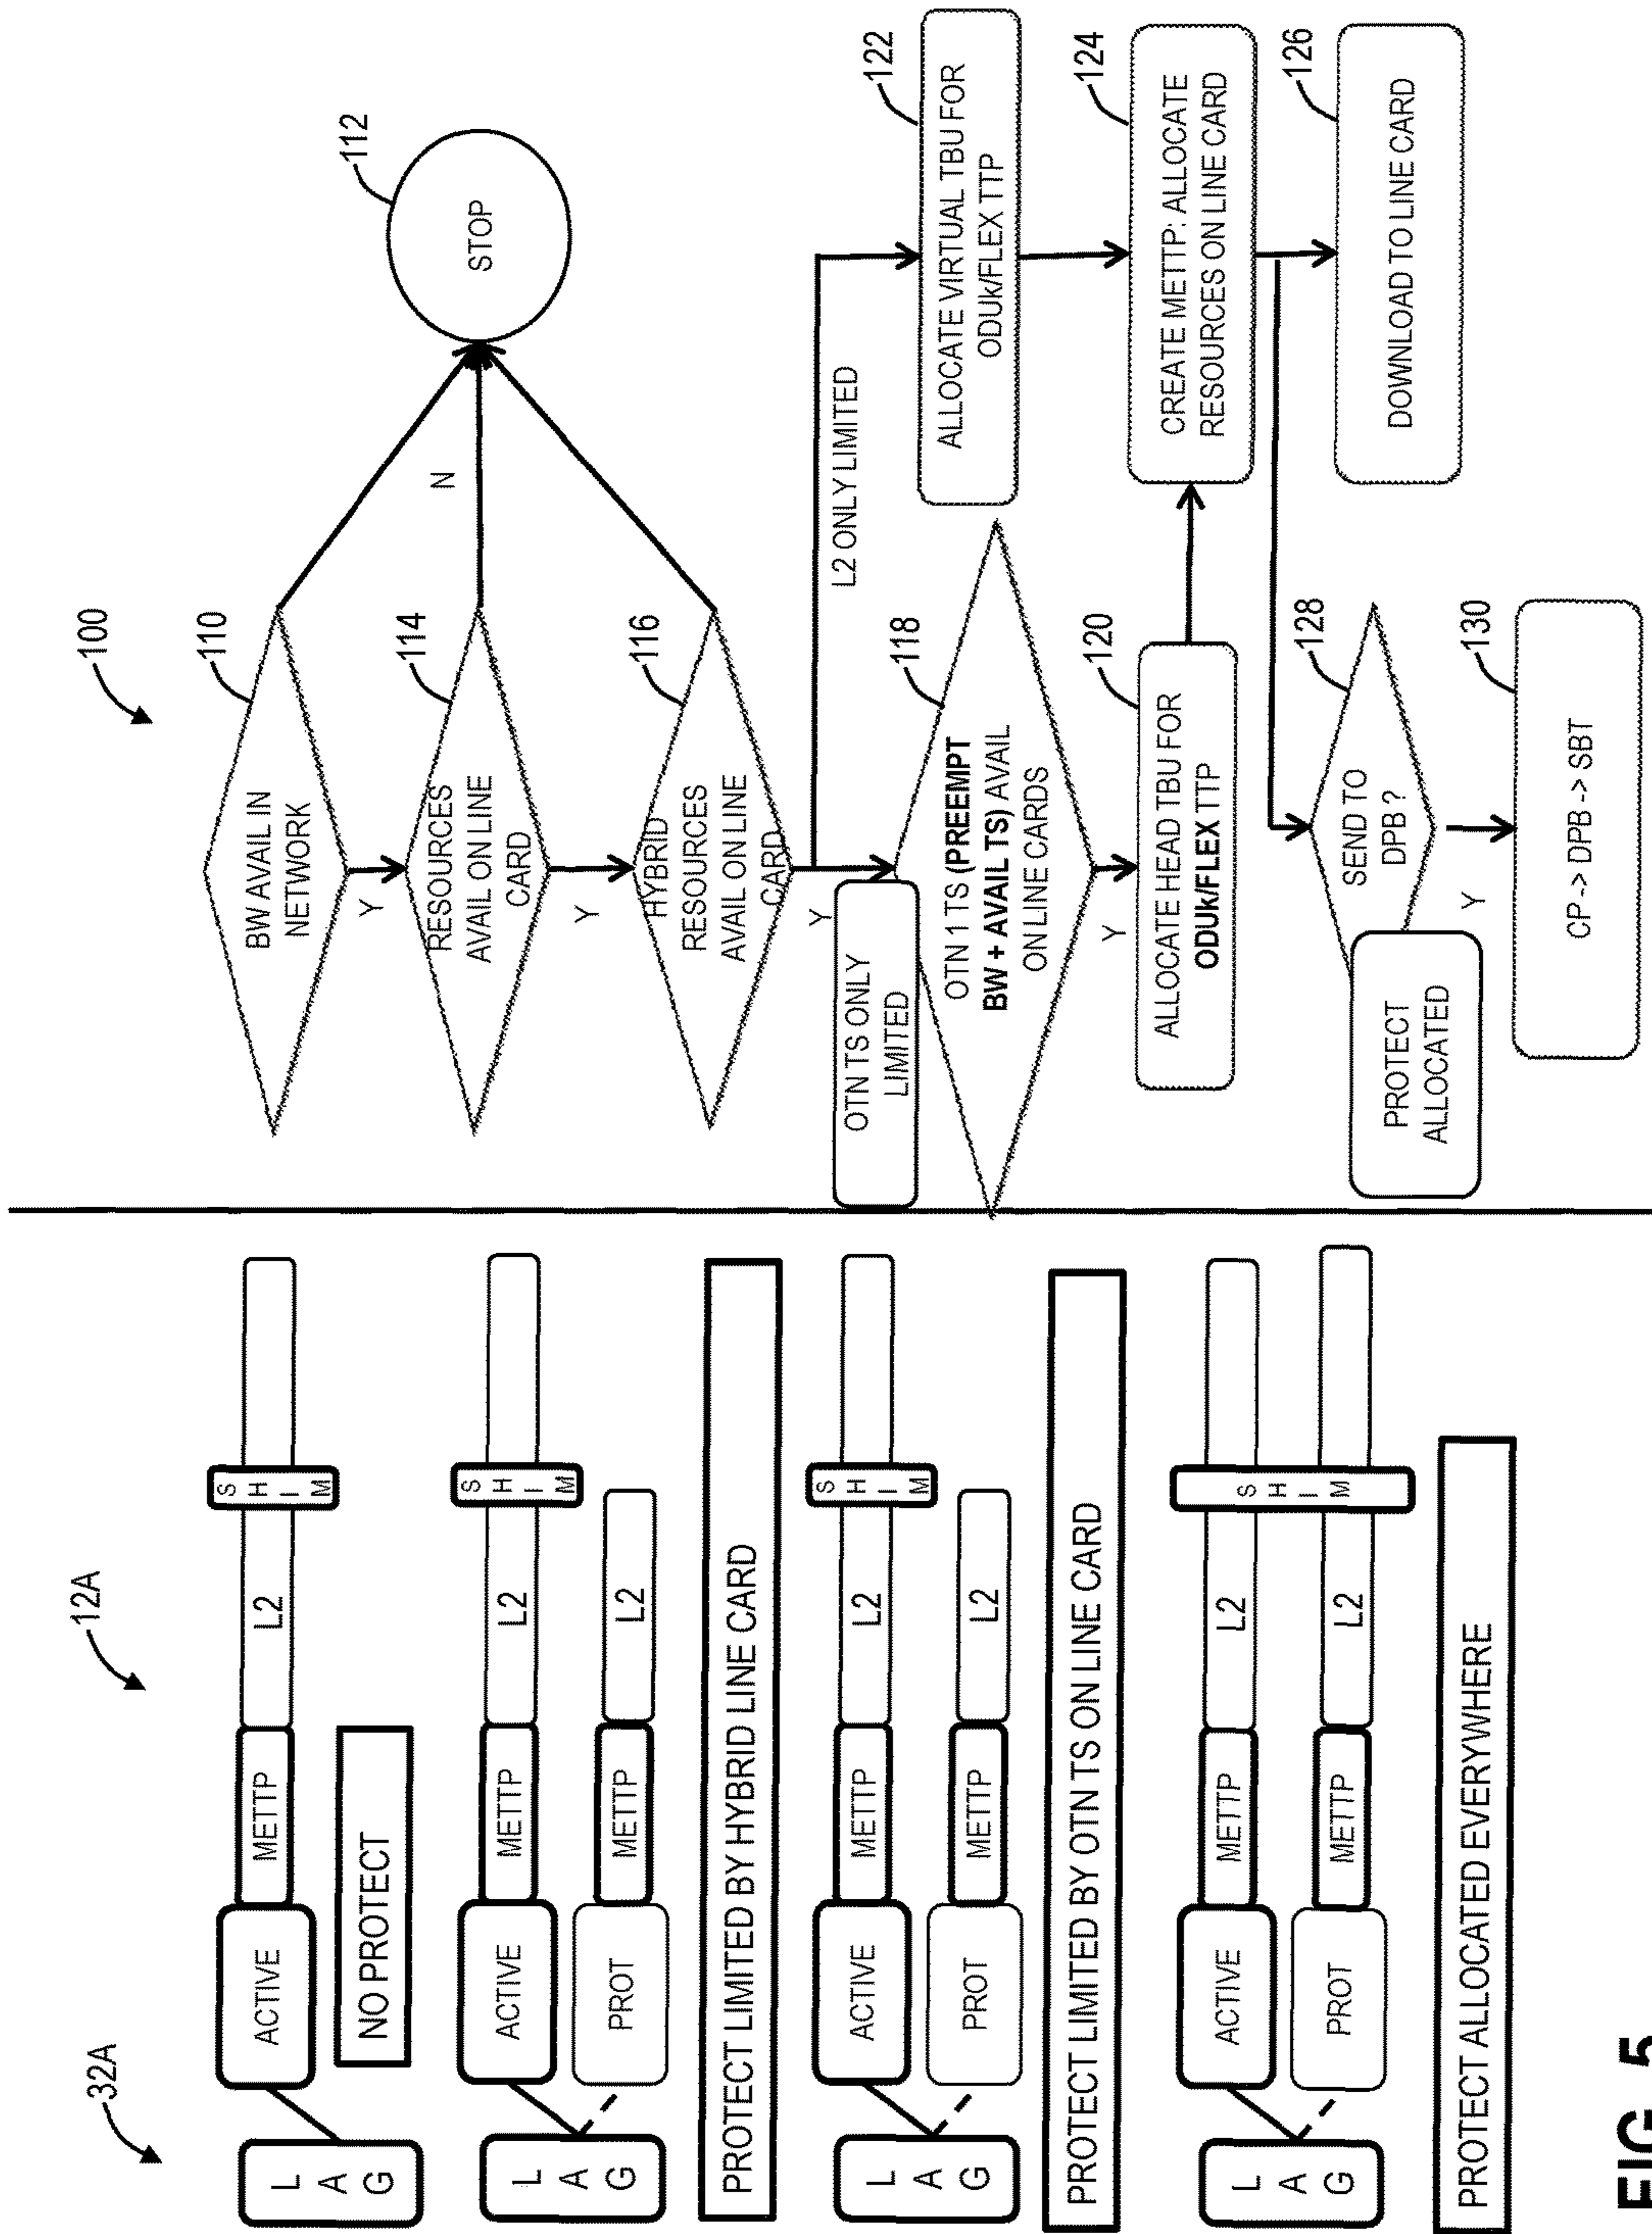 32A
12A
L
A
G
ACTIVE
METTP
L2
S
H
I
M
NO PROTECT
L
A
G
ACTIVE
METTP
L2
S
H
I
M
PROT
METTP
L2
PROTECT LIMITED BY HYBRID LINE CARD
L
A
G
ACTIVE
METTP
L2
S
H
I
M
PROT
METTP
L2
PROTECT LIMITED BY OTN TS ON LINE CARD
L
A
G
ACTIVE
METTP
L2
S
H
I
M
PROT
METTP
L2
PROTECT ALLOCATED EVERYWHERE
100
110
BW AVAIL IN
NETWORK
112
STOP
Y
N
114
RESOURCES
AVAIL ON LINE
CARD
Y
116
HYBRID
RESOURCES
AVAIL ON LINE
CARD
Y
L2 ONLY LIMITED
OTN TS ONLY
LIMITED
118
OTN 1 TS (PREEMPT
BW + AVAIL TS) AVAIL
ON LINE CARDS
122
ALLOCATE VIRTUAL TBU FOR
ODUk/FLEX TTP
Y
120
ALLOCATE HEAD TBU FOR
ODUk/FLEX TTP
124
CREATE METTP: ALLOCATE
RESOURCES ON LINE CARD
128
SEND TO
DPB ?
PROTECT
ALLOCATED
126
DOWNLOAD TO LINE CARD
Y
130
CP -> DPB -> SBT
FIG. 5